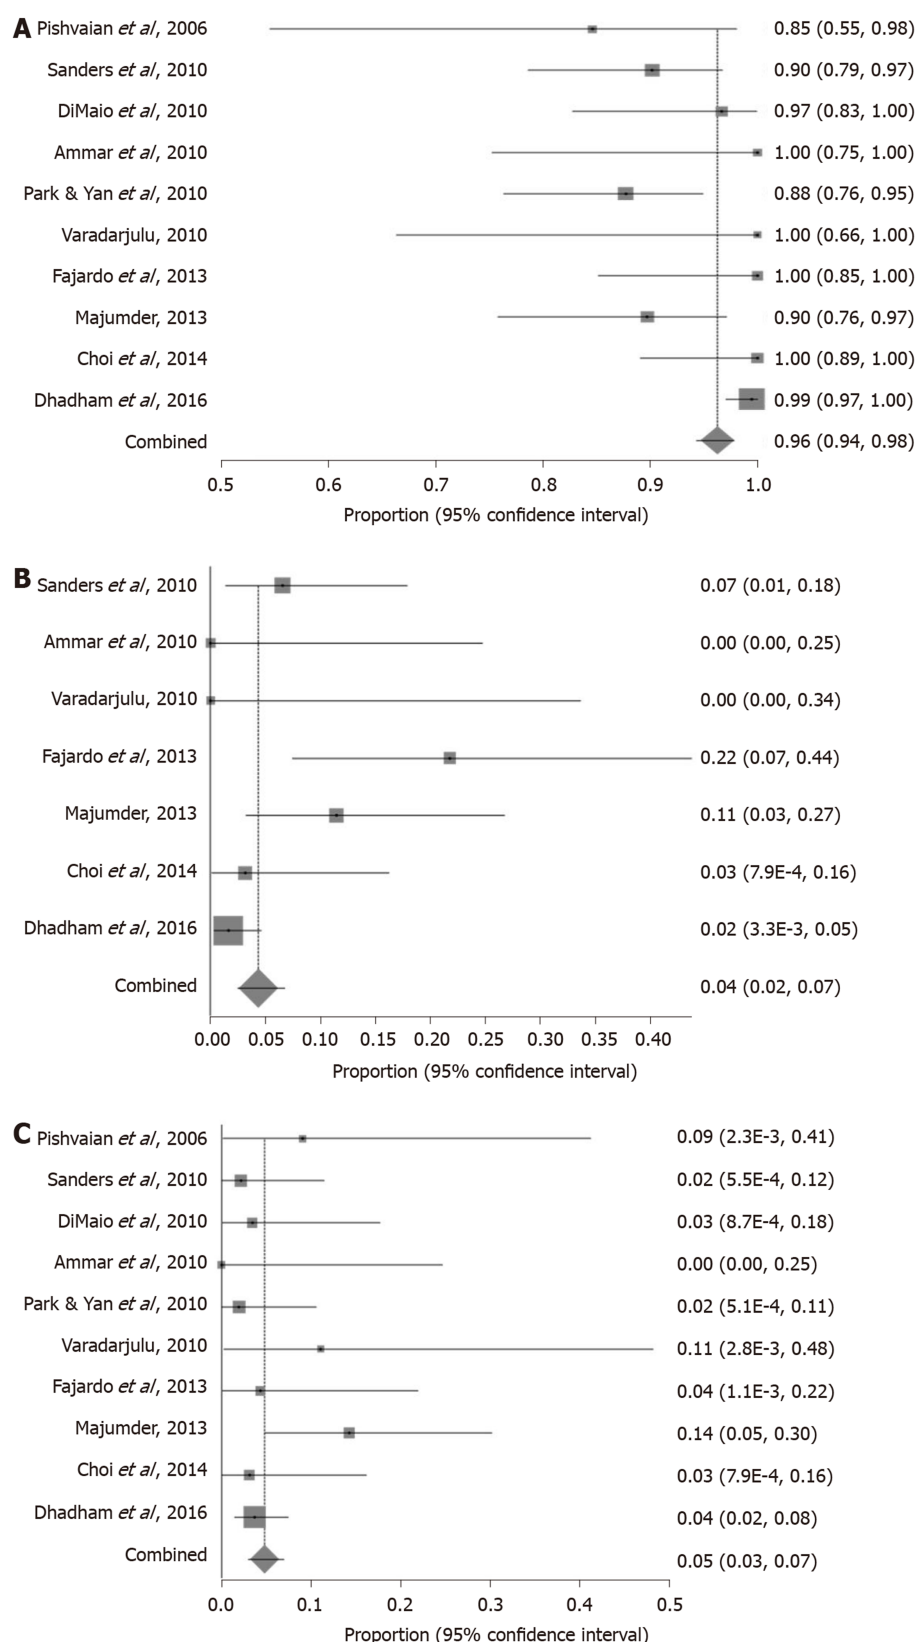 A Pishvaian et al, 2006 0.85 (0.55, 0.98)
Sanders et al, 2010 0.90 (0.79, 0.97)
DiMaio et al, 2010 0.97 (0.83, 1.00)
Ammar et al, 2010 1.00 (0.75, 1.00)
Park & Yan et al, 2010 0.88 (0.76, 0.95)
Varadarjulu, 2010 1.00 (0.66, 1.00)
Fajardo et al, 2013 1.00 (0.85, 1.00)
Majumder, 2013 0.90 (0.76, 0.97)
Choi et al, 2014 1.00 (0.89, 1.00)
Dhadham et al, 2016 0.99 (0.97, 1.00)
Combined 0.96 (0.94, 0.98)
0.5 0.6 0.7 0.8 0.9 1.0
Proportion (95% confidence interval)
B Sanders et al, 2010 0.07 (0.01, 0.18)
Ammar et al, 2010 0.00 (0.00, 0.25)
Varadarjulu, 2010 0.00 (0.00, 0.34)
Fajardo et al, 2013 0.22 (0.07, 0.44)
Majumder, 2013 0.11 (0.03, 0.27)
Choi et al, 2014 0.03 (7.9E-4, 0.16)
Dhadham et al, 2016 0.02 (3.3E-3, 0.05)
Combined 0.04 (0.02, 0.07)
0.00 0.05 0.10 0.15 0.20 0.25 0.30 0.35 0.40
Proportion (95% confidence interval)
C Pishvaian et al, 2006 0.09 (2.3E-3, 0.41)
Sanders et al, 2010 0.02 (5.5E-4, 0.12)
DiMaio et al, 2010 0.03 (8.7E-4, 0.18)
Ammar et al, 2010 0.00 (0.00, 0.25)
Park & Yan et al, 2010 0.02 (5.1E-4, 0.11)
Varadarjulu, 2010 0.11 (2.8E-3, 0.48)
Fajardo et al, 2013 0.04 (1.1E-3, 0.22)
Majumder, 2013 0.14 (0.05, 0.30)
Choi et al, 2014 0.03 (7.9E-4, 0.16)
Dhadham et al, 2016 0.04 (0.02, 0.08)
Combined 0.05 (0.03, 0.07)
0.0 0.1 0.2 0.3 0.4 0.5
Proportion (95% confidence interval)